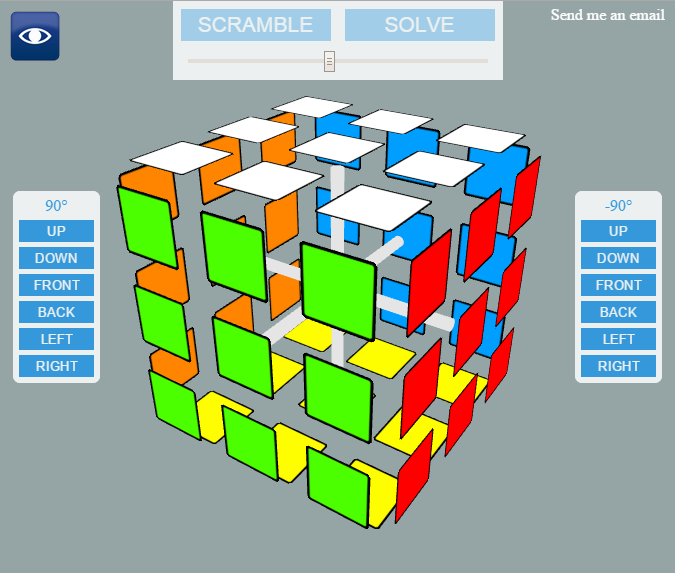 SCRAMBLE
SOLVE
Send me an email
90°
UP
DOWN
FRONT
BACK
LEFT
RIGHT
-90°
UP
DOWN
FRONT
BACK
LEFT
RIGHT